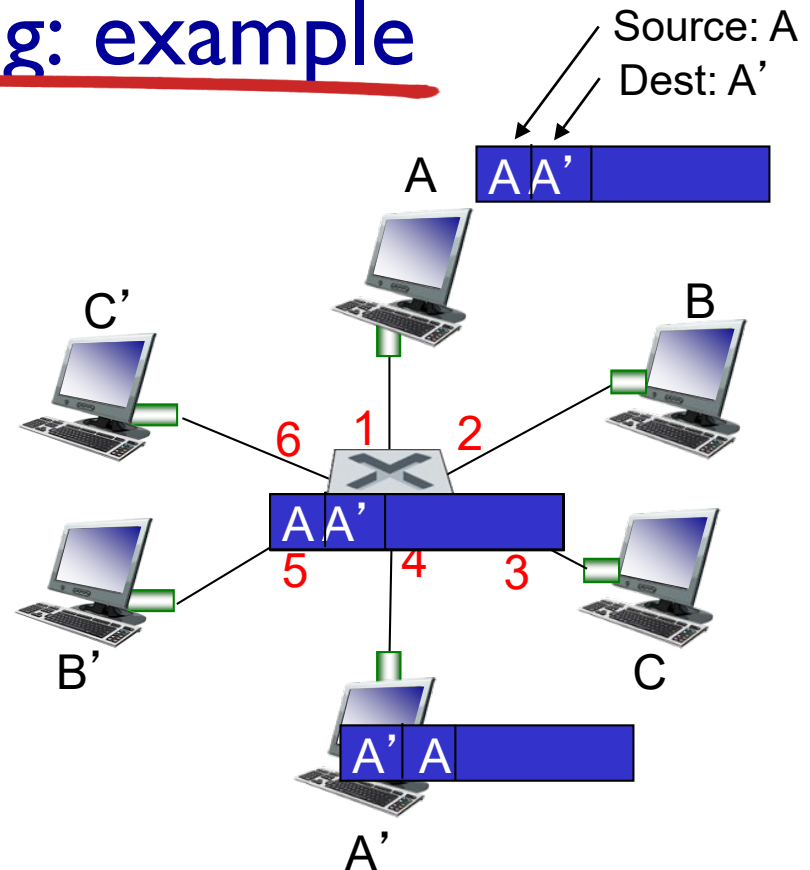 g: example
Source: A
Dest: A’
A
A A’
C’
B
6
1
2
A A’
5
4
3
B’
C
A’ A
A’